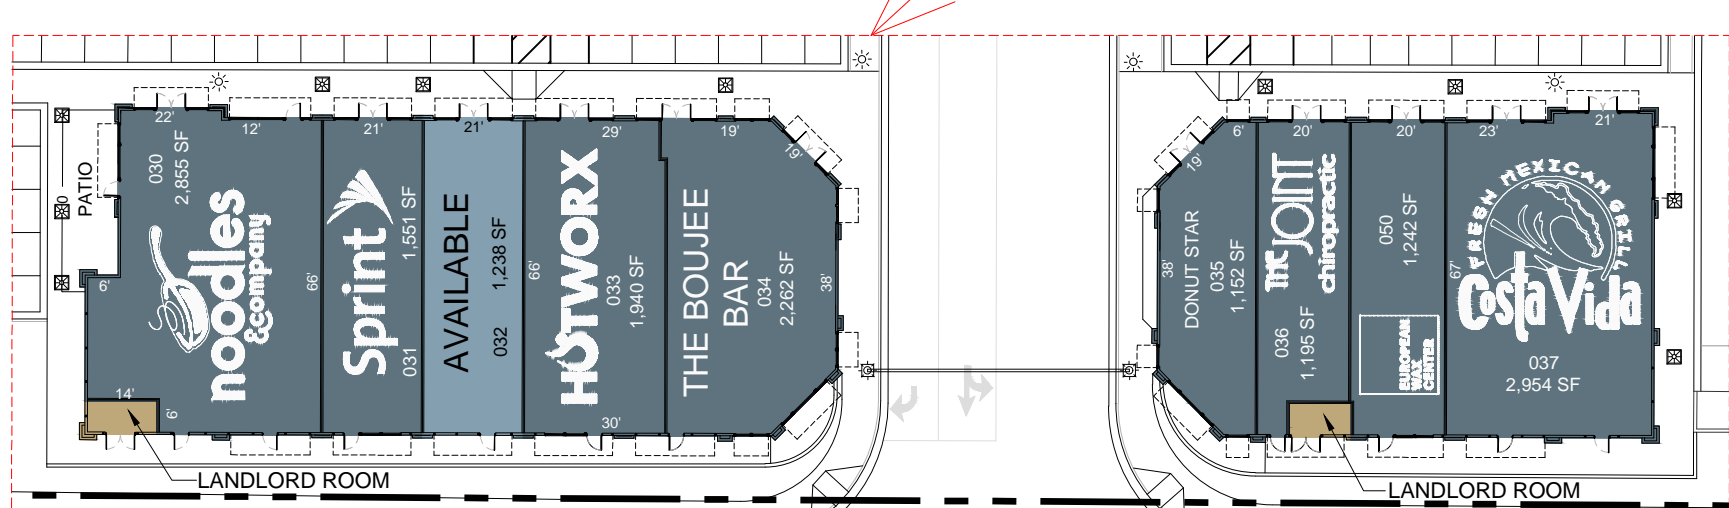 PATIO
0
22'
12'
030
2,855 SF
noodles
&company
6'
66'
14'
6'
LANDLORD ROOM
21'
Sprint
1,551 SF
031
21'
AVAILABLE
032
1,238 SF
66'
29'
HOTWORX
033
1,940 SF
30'
19'
19'
THE BOUJEE
BAR
034
2,262 SF
38'
6'
19'
38'
DONUT STAR
035
1,152 SF
20'
THE JOINT
chiropractic
036
1,195 SF
20'
050
1,242 SF
EUROPEAN
WAX
CENTER
67'
23'
21'
FRESH MEXICAN GRILL
Costa Vida
037
2,954 SF
LANDLORD ROOM